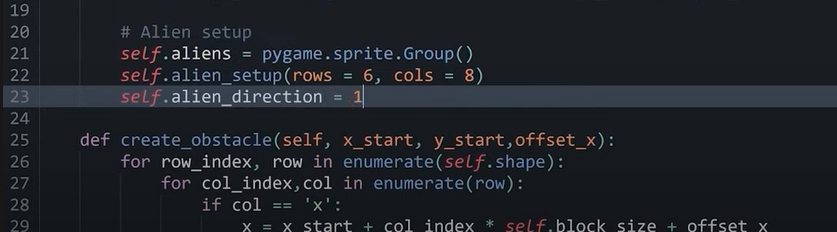 19
20 # Alien setup
21 self.aliens = pygame.sprite.Group()
22 self.alien_setup(rows = 6, cols = 8)
23 self.alien_direction = 1
24
25 def create_obstacle(self, x_start, y_start,offset_x):
26 for row_index, row in enumerate(self.shape):
27 for col_index,col in enumerate(row):
28 if col == 'x':
29 x = x_start + col_index * self.block_size + offset_x